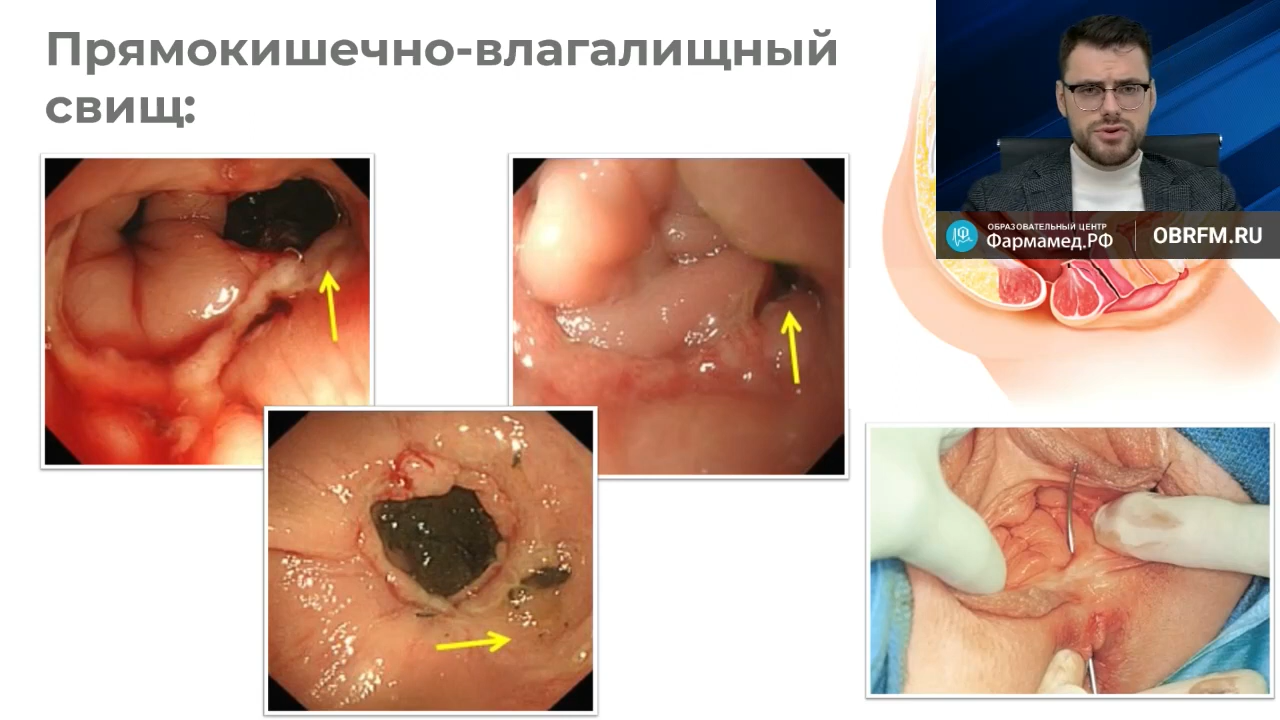 Прямокишечно-влагалищный
свищ:
ОБРАЗОВАТЕЛЬНЫЙ ЦЕНТР
Фармамед.РФ
OBRFM.RU